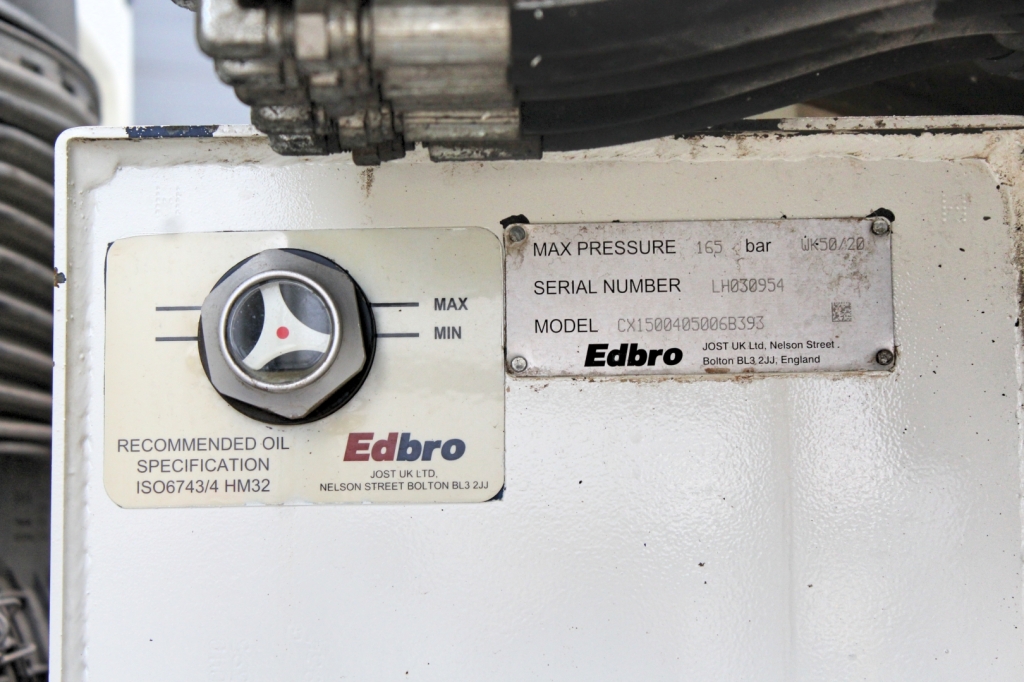 MAX
MIN
RECOMMENDED OIL
SPECIFICATION
ISO6743/4 HM32
Edbro
JOST UK LTD,
NELSON STREET BOLTON BL3 2JJ
MAX PRESSURE 165 bar WK50/20
SERIAL NUMBER LH030954
MODEL CX1500405006B393
Edbro
JOST UK Ltd, Nelson Street .
Bolton BL3 2JJ, England